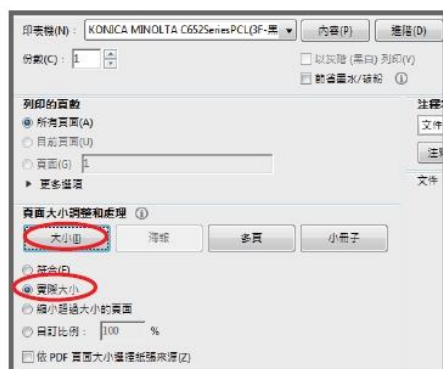 印表機(N)： KONICA MINOLTA C652SeriesPCL(3F-黑 內容(P) 進階(D)
份數(C)： 1 以灰階 (黑白) 列印(Y)
節省墨水/碳粉
列印的頁數 注釋
所有頁面(A) 文件
目前頁面(U)
頁面(G) 1
更多選項 文件
頁面大小調整和處理
大小(I) 海報 多頁 小冊子
符合(F)
實際大小
縮小超過大小的頁面
自訂比例： 100 %
依 PDF 頁面大小選擇紙張來源(Z)